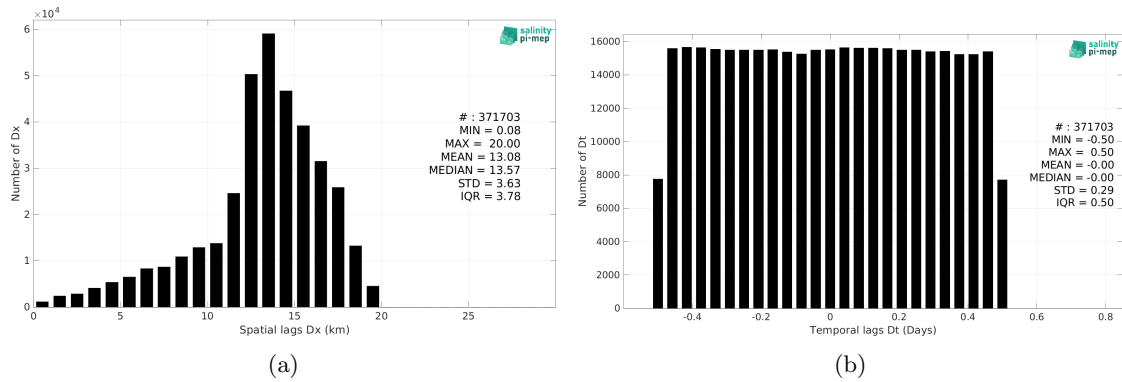 ×10⁴
6
5
4
3
2
1
0
Number of Dx
0 5 10 15 20 25
Spatial lags Dx (km)
salinity
pi-mep
# : 371703
MIN = 0.08
MAX = 20.00
MEAN = 13.08
MEDIAN = 13.57
STD = 3.63
IQR = 3.78
(a)
16000
14000
12000
10000
8000
6000
4000
2000
0
Number of Dt
-0.4 -0.2 0 0.2 0.4 0.6 0.8
Temporal lags Dt (Days)
salinity
pi-mep
# : 371703
MIN = -0.50
MAX = 0.50
MEAN = -0.00
MEDIAN = -0.00
STD = 0.29
IQR = 0.50
(b)